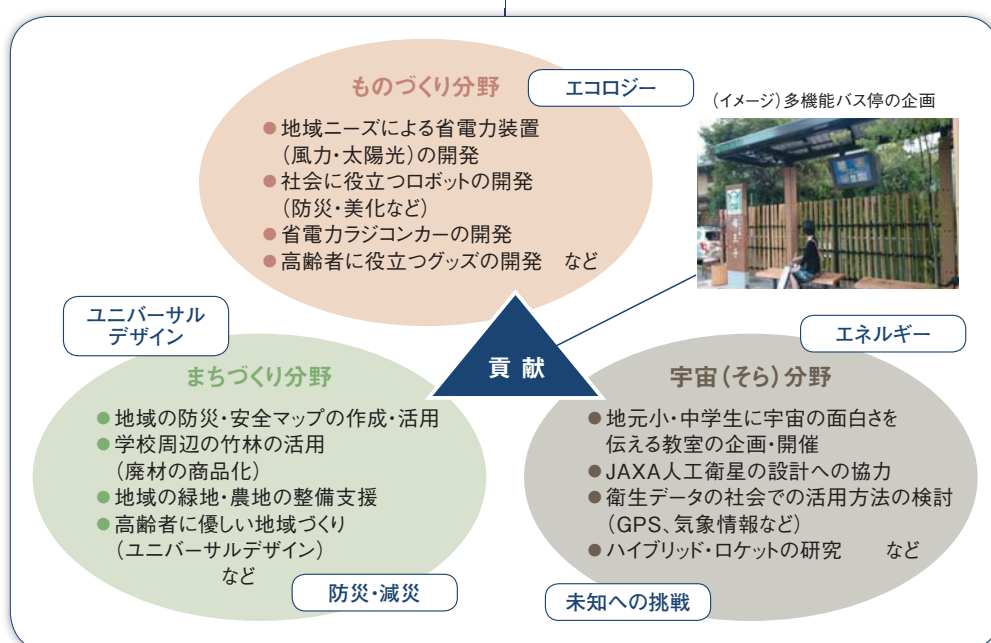 ものづくり分野
エコロジー
●地域ニーズによる省電力装置
(風力・太陽光)の開発
●社会に役立つロボットの開発
(防災・美化など)
●省電力ラジコンカーの開発
●高齢者に役立つグッズの開発　など
(イメージ)多機能バス停の企画
貢 献
ユニバーサル
デザイン
まちづくり分野
●地域の防災・安全マップの作成・活用
●学校周辺の竹林の活用
(廃材の商品化)
●地域の緑地・農地の整備支援
●高齢者に優しい地域づくり
(ユニバーサルデザイン)
など
防災・減災
エネルギー
宇宙(そら)分野
●地元小・中学生に宇宙の面白さを
伝える教室の企画・開催
●JAXA人工衛星の設計への協力
●衛生データの社会での活用方法の検討
(GPS、気象情報など)
●ハイブリッド・ロケットの研究　など
未知への挑戦